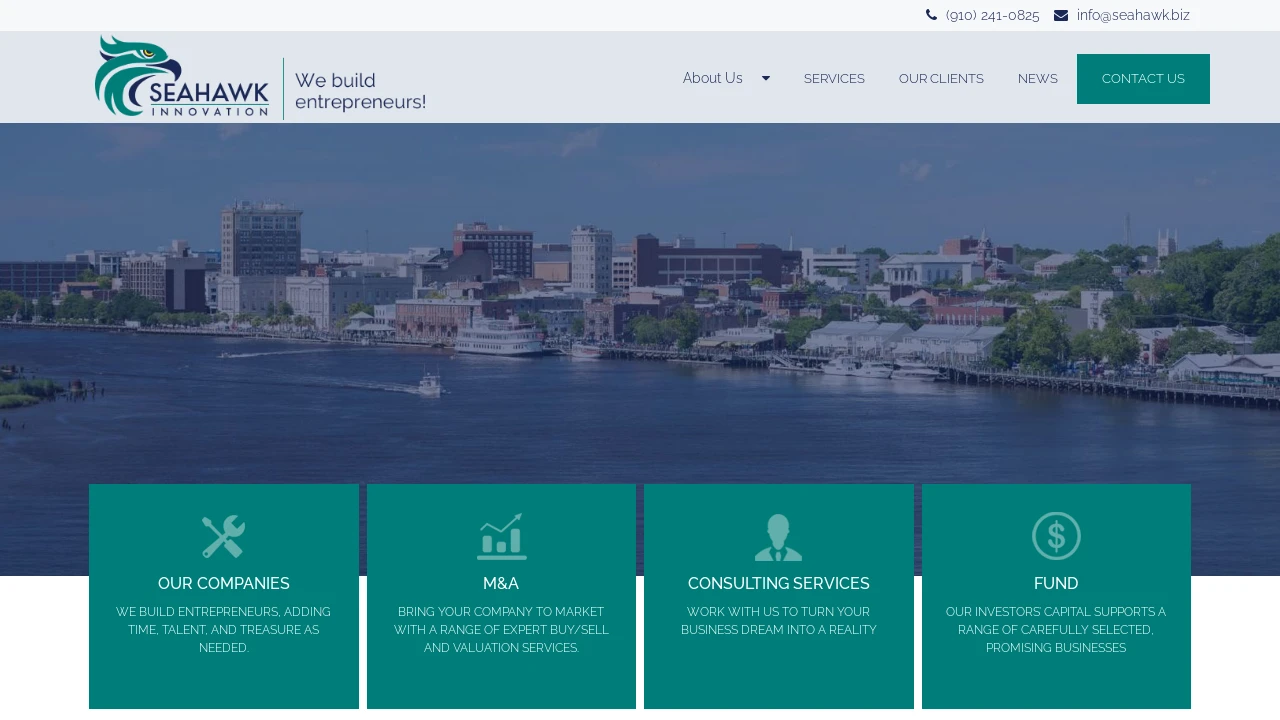 (910) 241-0825 info@seahawk.biz
SEAHAWK
INNOVATION
We build
entrepreneurs!
About Us SERVICES OUR CLIENTS NEWS CONTACT US
OUR COMPANIES
WE BUILD ENTREPRENEURS, ADDING
TIME, TALENT, AND TREASURE AS
NEEDED.
M&A
BRING YOUR COMPANY TO MARKET
WITH A RANGE OF EXPERT BUY/SELL
AND VALUATION SERVICES.
CONSULTING SERVICES
WORK WITH US TO TURN YOUR
BUSINESS DREAM INTO A REALITY
FUND
OUR INVESTORS' CAPITAL SUPPORTS A
RANGE OF CAREFULLY SELECTED,
PROMISING BUSINESSES